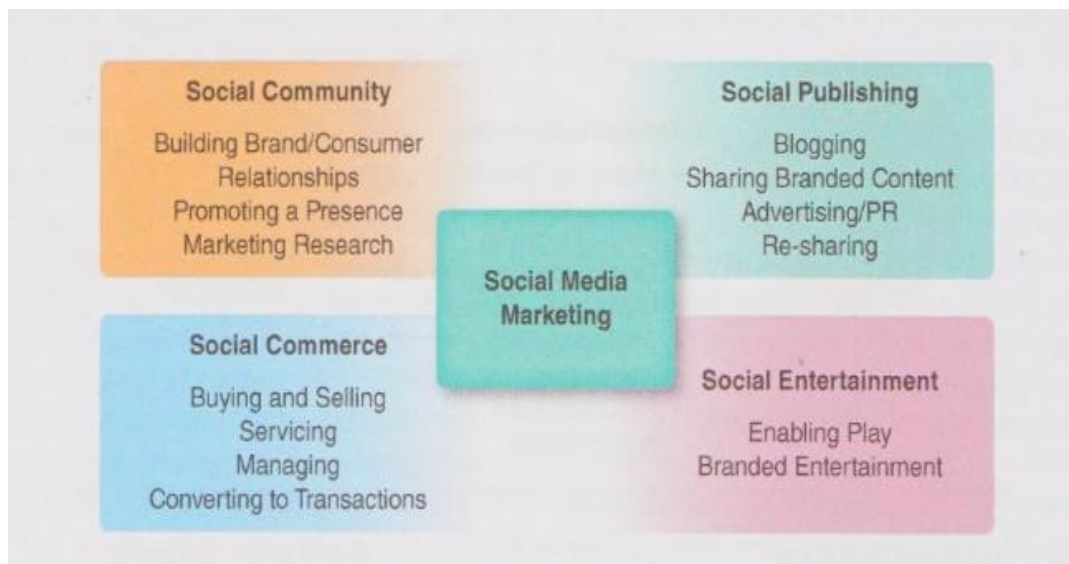 Social Community
Building Brand/Consumer
Relationships
Promoting a Presence
Marketing Research
Social Publishing
Blogging
Sharing Branded Content
Advertising/PR
Re-sharing
Social Media
Marketing
Social Commerce
Buying and Selling
Servicing
Managing
Converting to Transactions
Social Entertainment
Enabling Play
Branded Entertainment